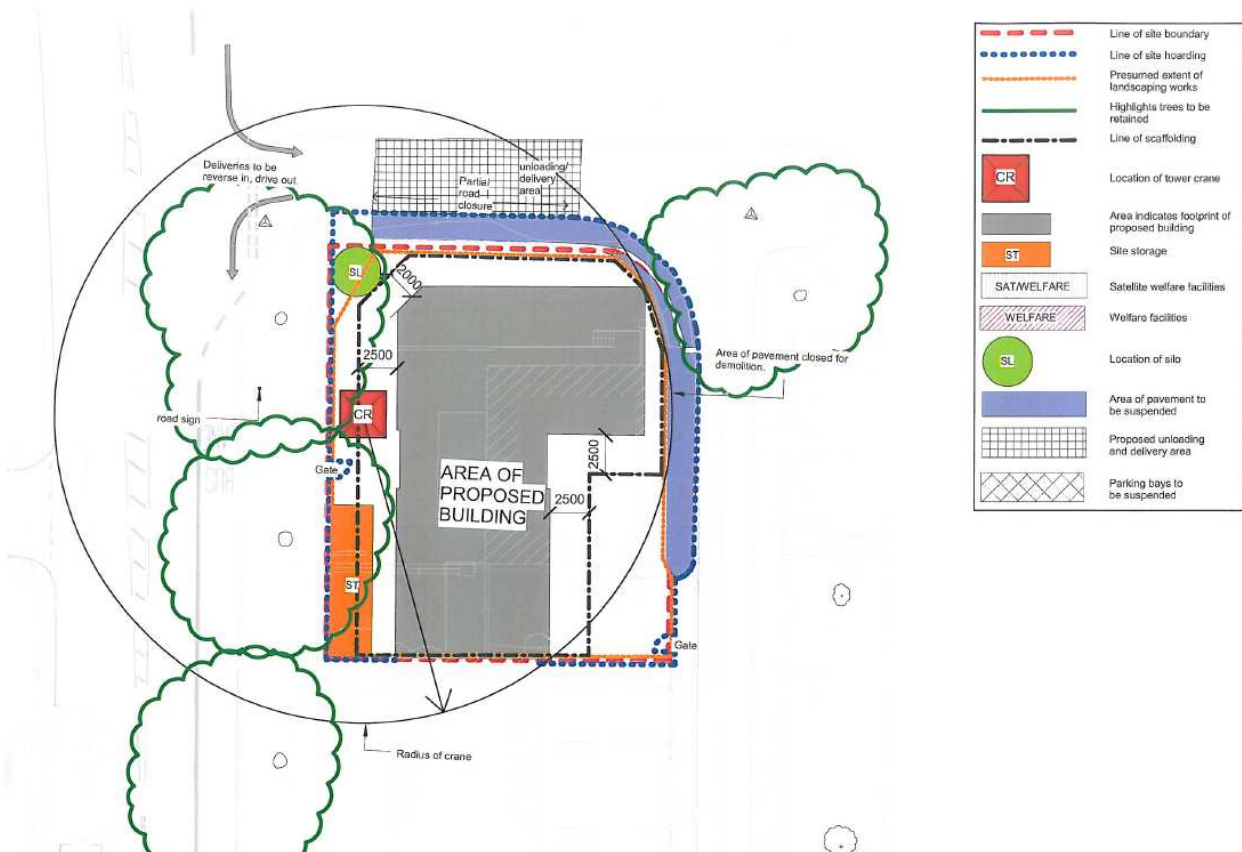 Deliveries to be
reverse in, drive out.
unloading/
delivery
area
Partial
road
closure
SL
2000
2500
Area of pavement closed for
demolition.
road sign
CR
Gate
2500
AREA OF
PROPOSED
BUILDING
2500
ST
Gate
Radius of crane
Line of site boundary
Line of site hoarding
Presumed extent of
landscaping works
Highlights trees to be
retained
Line of scaffolding
CR
Location of tower crane
Area indicates footprint of
proposed building
ST
Site storage
SAT/WELFARE
Satellite welfare facilities
WELFARE
Welfare facilities
SL
Location of silo
Area of pavement to
be suspended
Proposed unloading
and delivery area
Parking bays to
be suspended